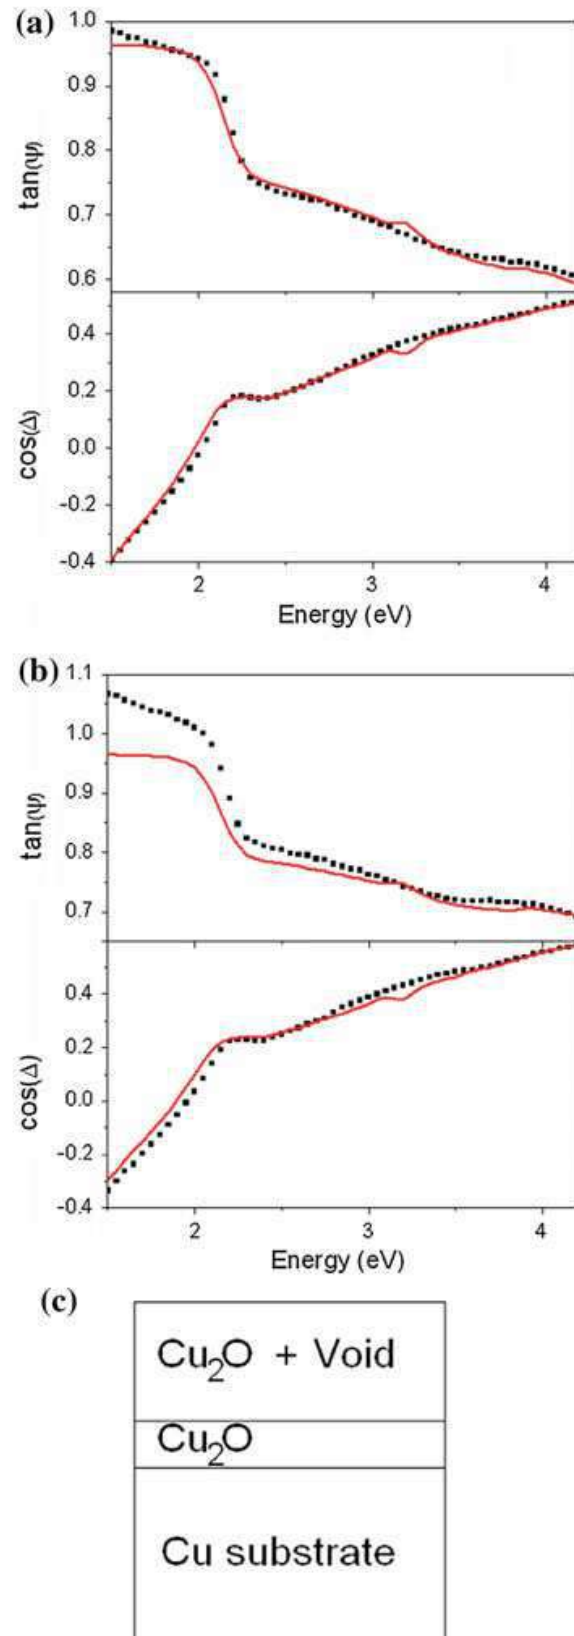 (a)
1.0
0.9
0.8
0.7
0.6
tan(ψ)
0.4
0.2
0.0
-0.2
-0.4
cos(Δ)
2 3 4
Energy (eV)
(b)
1.1
1.0
0.9
0.8
0.7
tan(ψ)
0.4
0.2
0.0
-0.2
-0.4
cos(Δ)
2 3 4
Energy (eV)
(c)
Cu₂O + Void
Cu₂O
Cu substrate